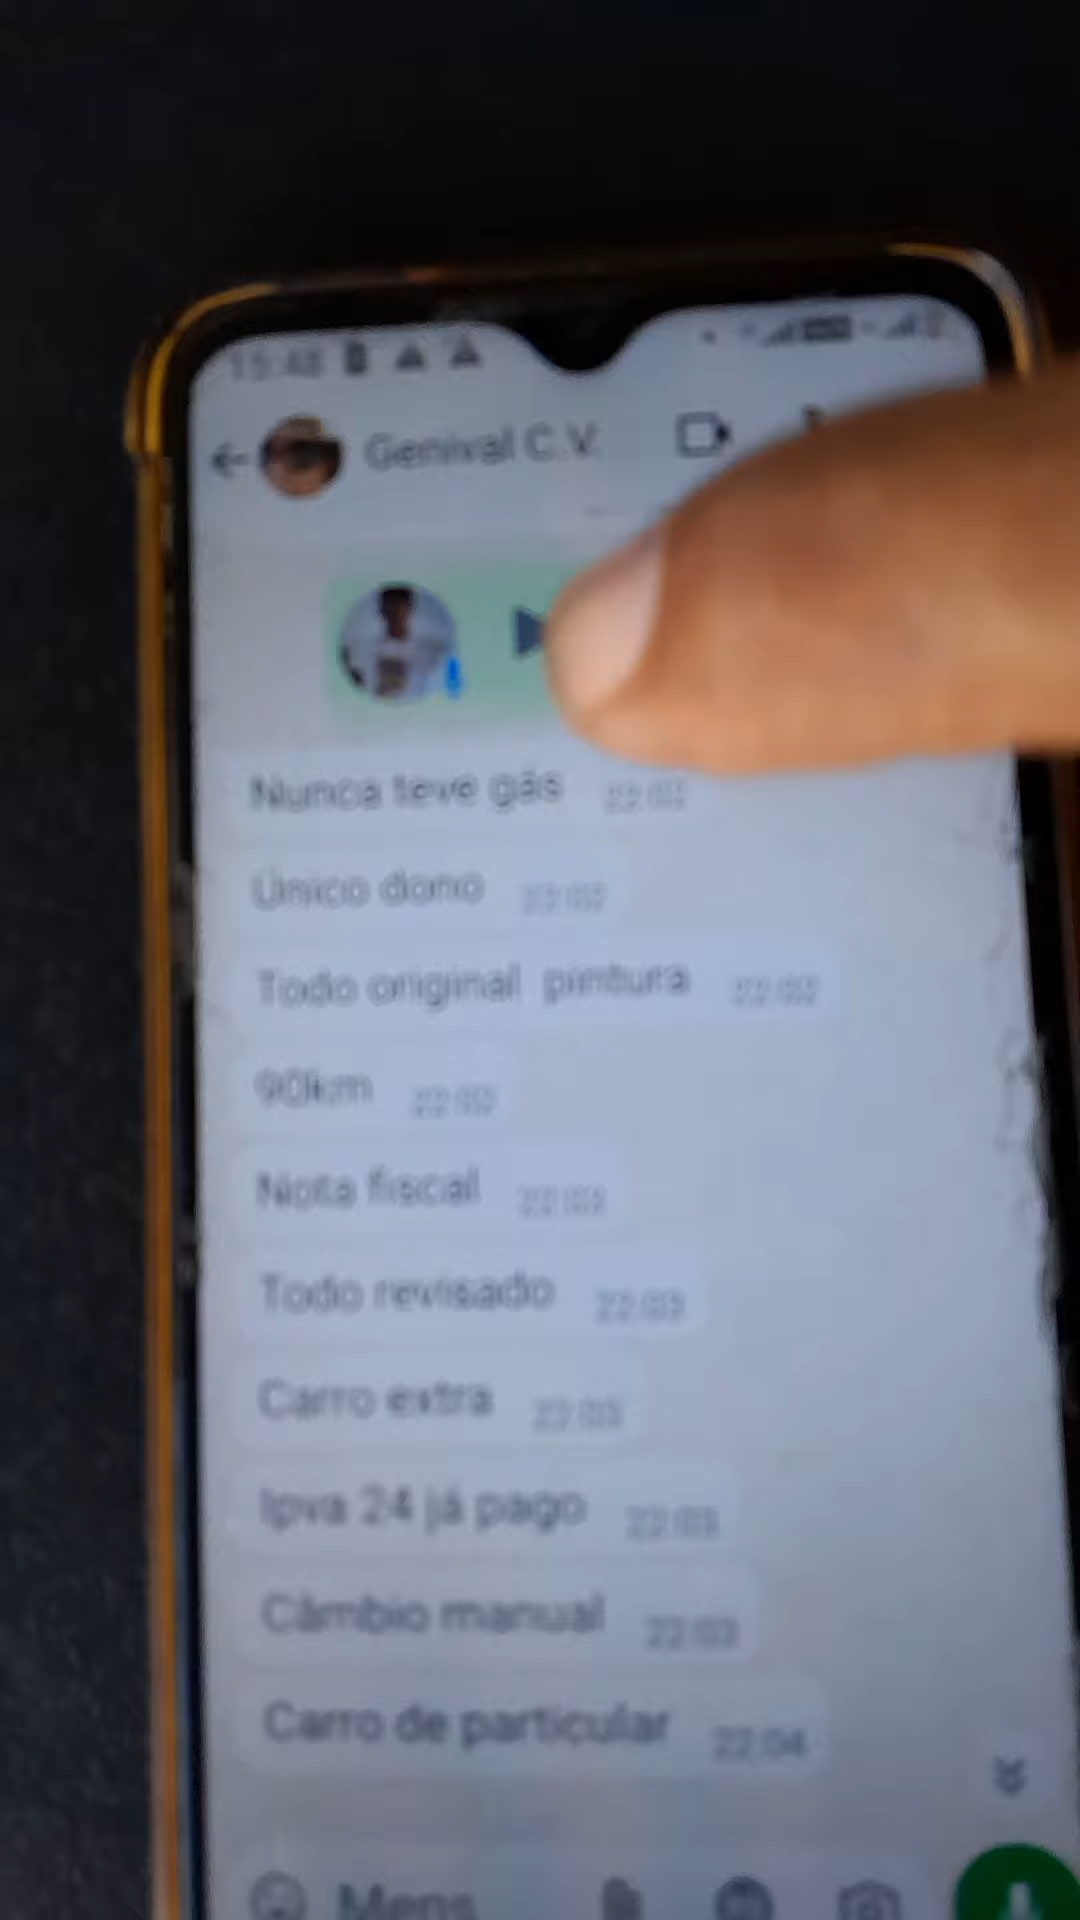 15:48
Genival C.V.
Nunca teve gás 22:02
Único dono 22:02
Todo original pintura 22:02
90km 22:02
Nota fiscal 22:03
Todo revisado 22:03
Carro extra 22:03
Ipva 24 já pago 22:03
Câmbio manual 22:03
Carro de particular 22:04
Mens